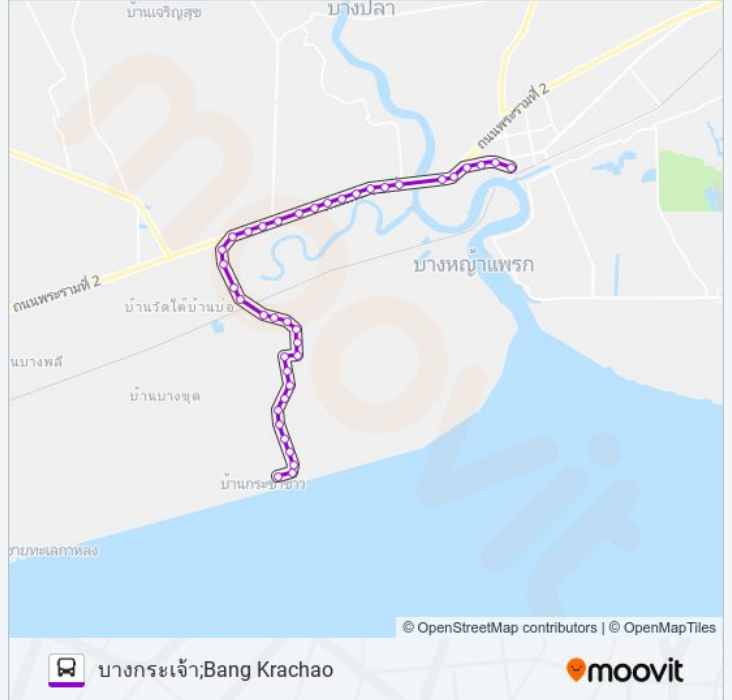 บ้านเจริญสุข
บางปลา
ถนนพระรามที่ 2
บางหญ้าแพรก
ถนนพระรามที่ 2
บ้านวัดใต้บ้านบ่อ
นบางพลี
บ้านบางขุด
บ้านกระซ้าขาว
ชายทะเลกาหลง
© OpenStreetMap contributors | © OpenMapTiles
บางกระเจ้า;Bang Krachao
moovit
moovit